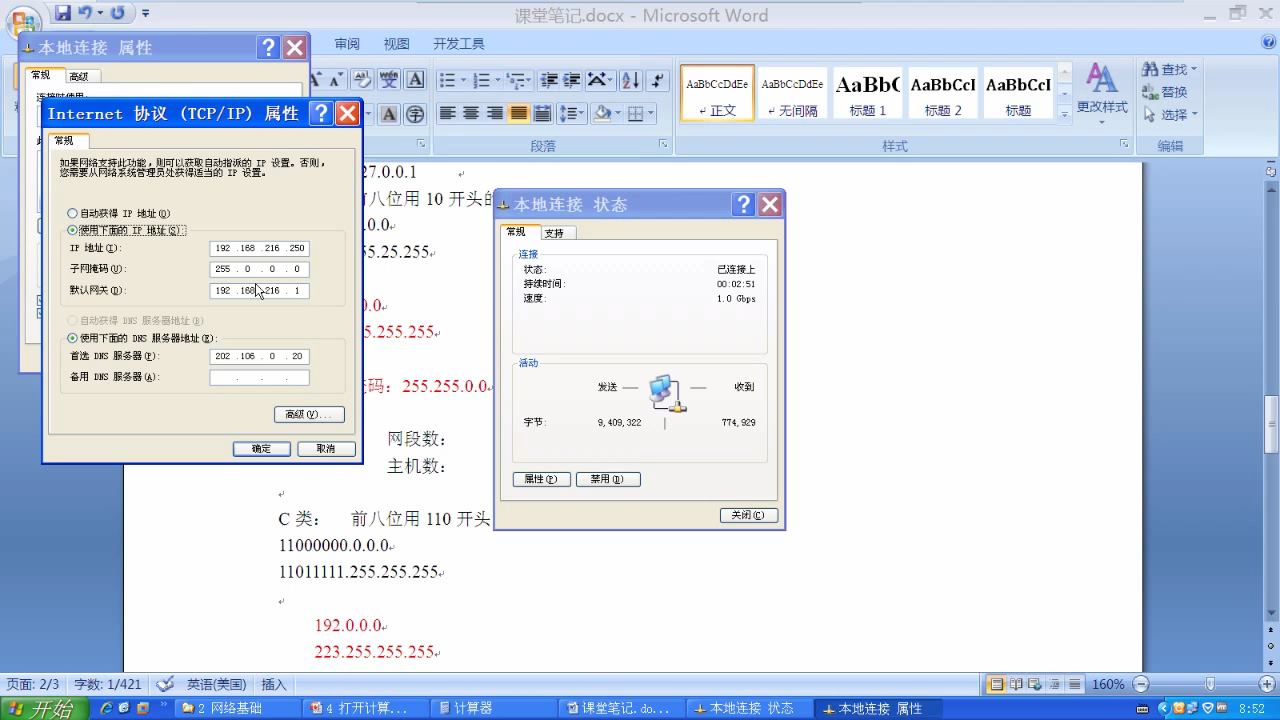 课堂笔记.docx - Microsoft Word
本地连接 属性
审阅 视图 开发工具
常规 高级
Internet 协议 (TCP/IP) 属性
常规
如果网络支持此功能,则可以获取自动指派的 IP 设置。否则,
您需要从网络系统管理员处获得适当的 IP 设置。
自动获得 IP 地址(O)
使用下面的 IP 地址(S):
IP 地址(I): 192 .168 .216 .250
子网掩码(U): 255 . 0 . 0 . 0
默认网关(D): 192 .168 .216 . 1
自动获得 DNS 服务器地址(B)
使用下面的 DNS 服务器地址(E):
首选 DNS 服务器(P): 202 .106 . 0 . 20
备用 DNS 服务器(A): . . .
高级(V)...
确定 取消
AaBbCcDdEe AaBbCcDdEe AaBbC AaBbCcI AaBbCcI
正文 无间隔 标题 1 标题 2 标题
更改样式
查找
替换
选择
段落 样式 编辑
27.0.0.1
前八位用 10 开头的
.0.0
.25.255
.0.0
.255.255
码：255.255.0.0
网段数：
主机数：
C 类： 前八位用 110 开头
11000000.0.0.0
11011111.255.255.255
192.0.0.0
223.255.255.255
本地连接 状态
常规 支持
连接
状态: 已连接上
持续时间: 00:02:51
速度: 1.0 Gbps
活动
发送 收到
字节: 9,409,322 774,929
属性(P) 禁用(D)
关闭(C)
页面: 2/3 字数: 1/421 英语(美国) 插入 160%
开始 2 网络基础 4 打开计算... 计算器 课堂笔记.do... 本地连接 状态 本地连接 属性 8:52